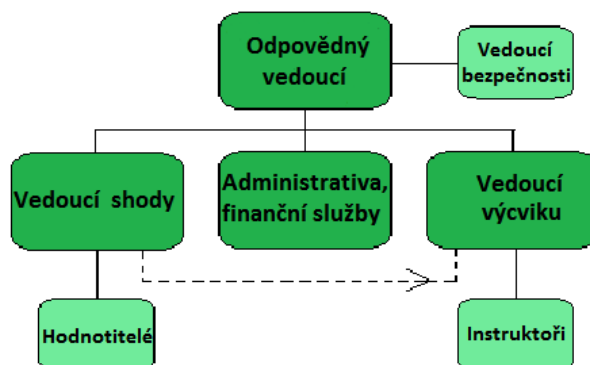 Odpovědný
vedoucí
Vedoucí
bezpečnosti
Vedoucí shody
Administrativa,
finanční služby
Vedoucí
výcviku
Hodnotitelé
Instruktoři